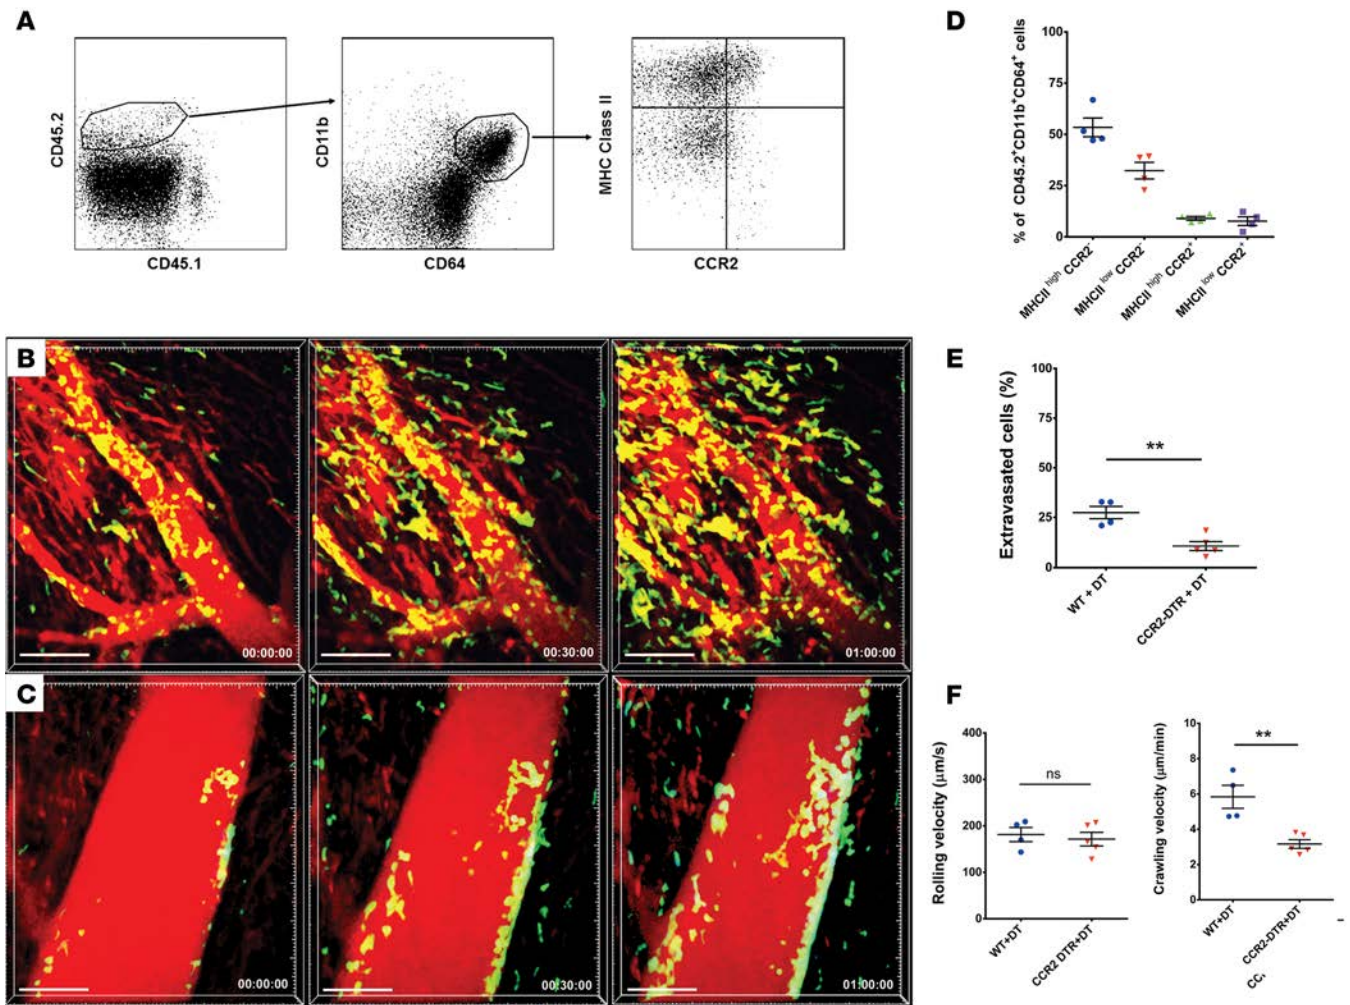 A
CD45.2
CD45.1
CD11b
CD64
MHC Class II
CCR2
D
% of CD45.2⁺CD11b⁺CD64⁺ cells
100
75
50
25
0
MHCII high CCR2⁻
MHCII low CCR2⁻
MHCII high CCR2⁺
MHCII low CCR2⁺
B
00:00:00
00:30:00
01:00:00
E
Extravasated cells (%)
100
75
50
25
0
**
WT + DT
CCR2-DTR + DT
C
00:00:00
00:30:00
01:00:00
F
Rolling velocity (μm/s)
400
300
200
100
0
ns
WT+DT
CCR2 DTR+DT
Crawling velocity (μm/min)
10
8
6
4
2
0
**
WT+DT
CCR2-DTR+DT